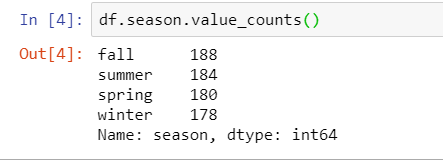 In [4]: df.season.value_counts()
Out[4]: fall 188
summer 184
spring 180
winter 178
Name: season, dtype: int64